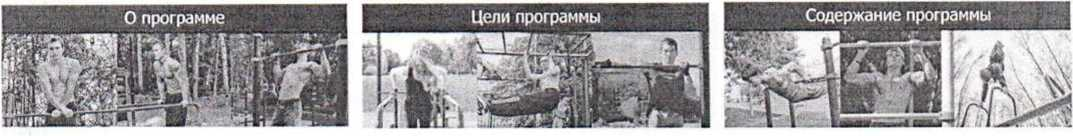 О программе
Цели программы
Содержание программы